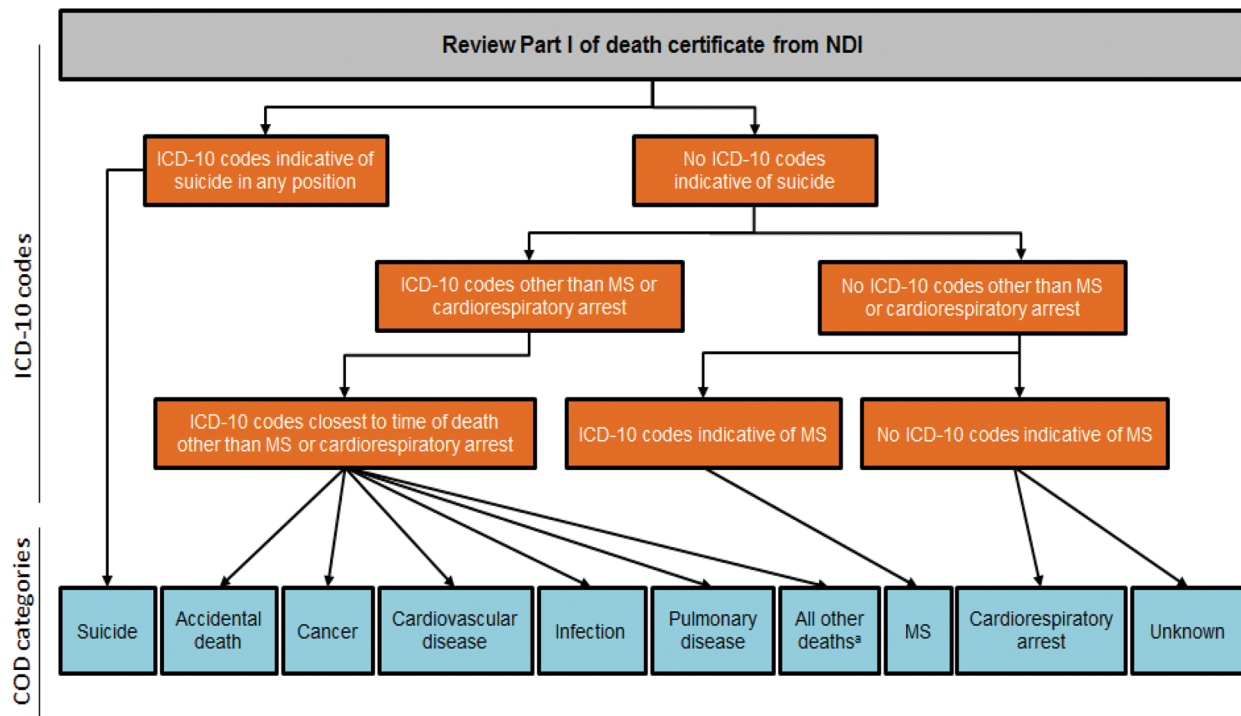 Review Part I of death certificate from NDI
ICD-10 codes
ICD-10 codes indicative of
suicide in any position
No ICD-10 codes
indicative of suicide
ICD-10 codes other than MS or
cardiorespiratory arrest
No ICD-10 codes other than MS
or cardiorespiratory arrest
ICD-10 codes closest to time of death
other than MS or cardiorespiratory arrest
ICD-10 codes indicative of MS
No ICD-10 codes indicative of MS
COD categories
Suicide
Accidental
death
Cancer
Cardiovascular
disease
Infection
Pulmonary
disease
All other
deathsᵃ
MS
Cardiorespiratory
arrest
Unknown